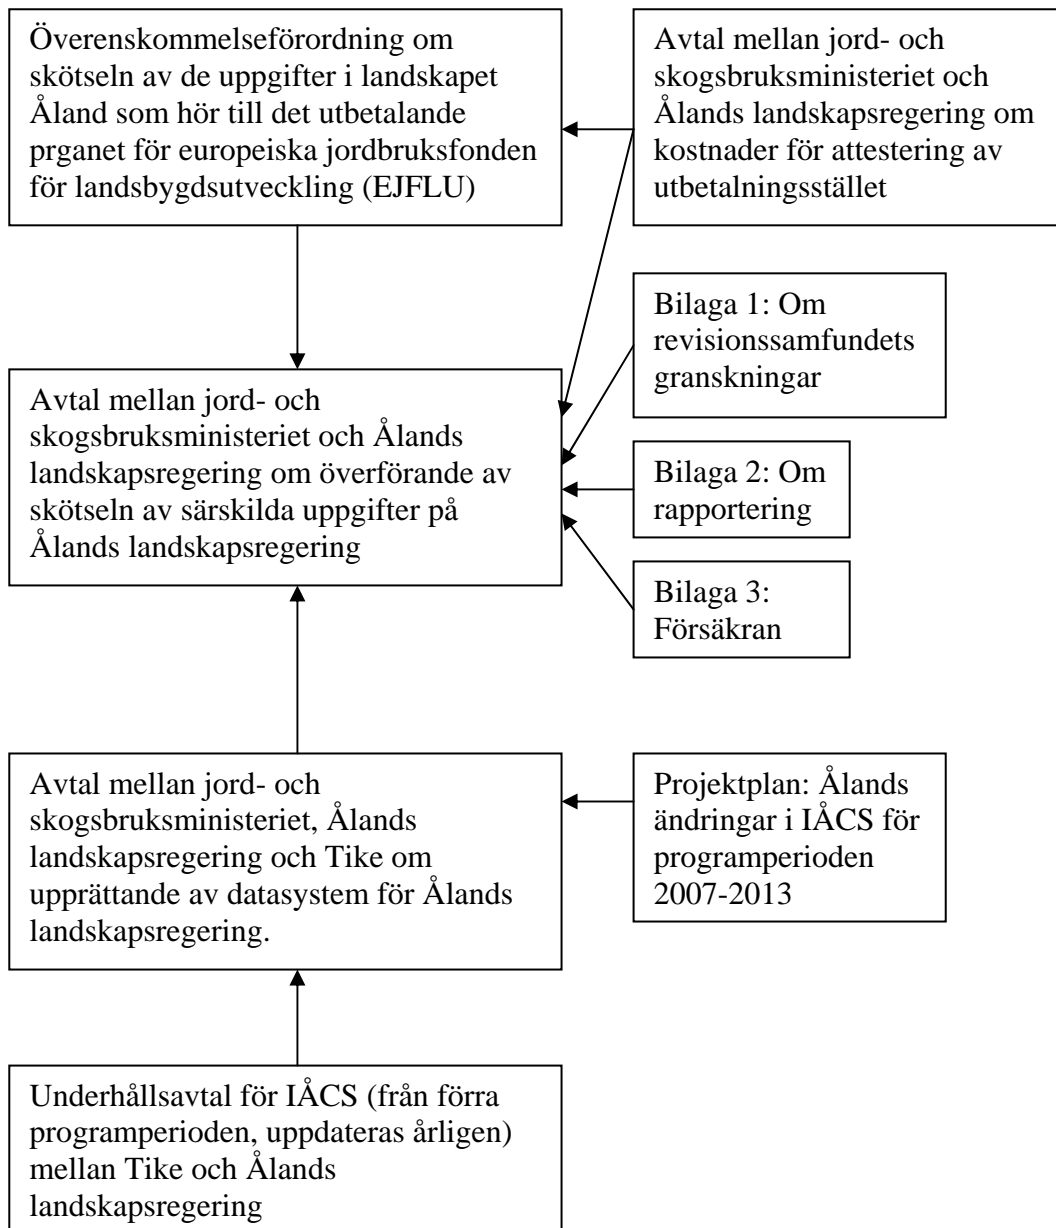 Överenskommelseförordning om
skötseln av de uppgifter i landskapet
Åland som hör till det utbetalande
prganet för europeiska jordbruksfonden
för landsbygdsutveckling (EJFLU)
Avtal mellan jord- och
skogsbruksministeriet och
Ålands landskapsregering om
kostnader för attestering av
utbetalningsstället
Bilaga 1: Om
revisionssamfundets
granskningar
Avtal mellan jord- och
skogsbruksministeriet och Ålands
landskapsregering om överförande av
skötseln av särskilda uppgifter på
Ålands landskapsregering
Bilaga 2: Om
rapportering
Bilaga 3:
Försäkran
Avtal mellan jord- och
skogsbruksministeriet, Ålands
landskapsregering och Tike om
upprättande av datasystem för Ålands
landskapsregering.
Projektplan: Ålands
ändringar i IÅCS för
programperioden
2007-2013
Underhållsavtal för IÅCS (från förra
programperioden, uppdateras årligen)
mellan Tike och Ålands
landskapsregering